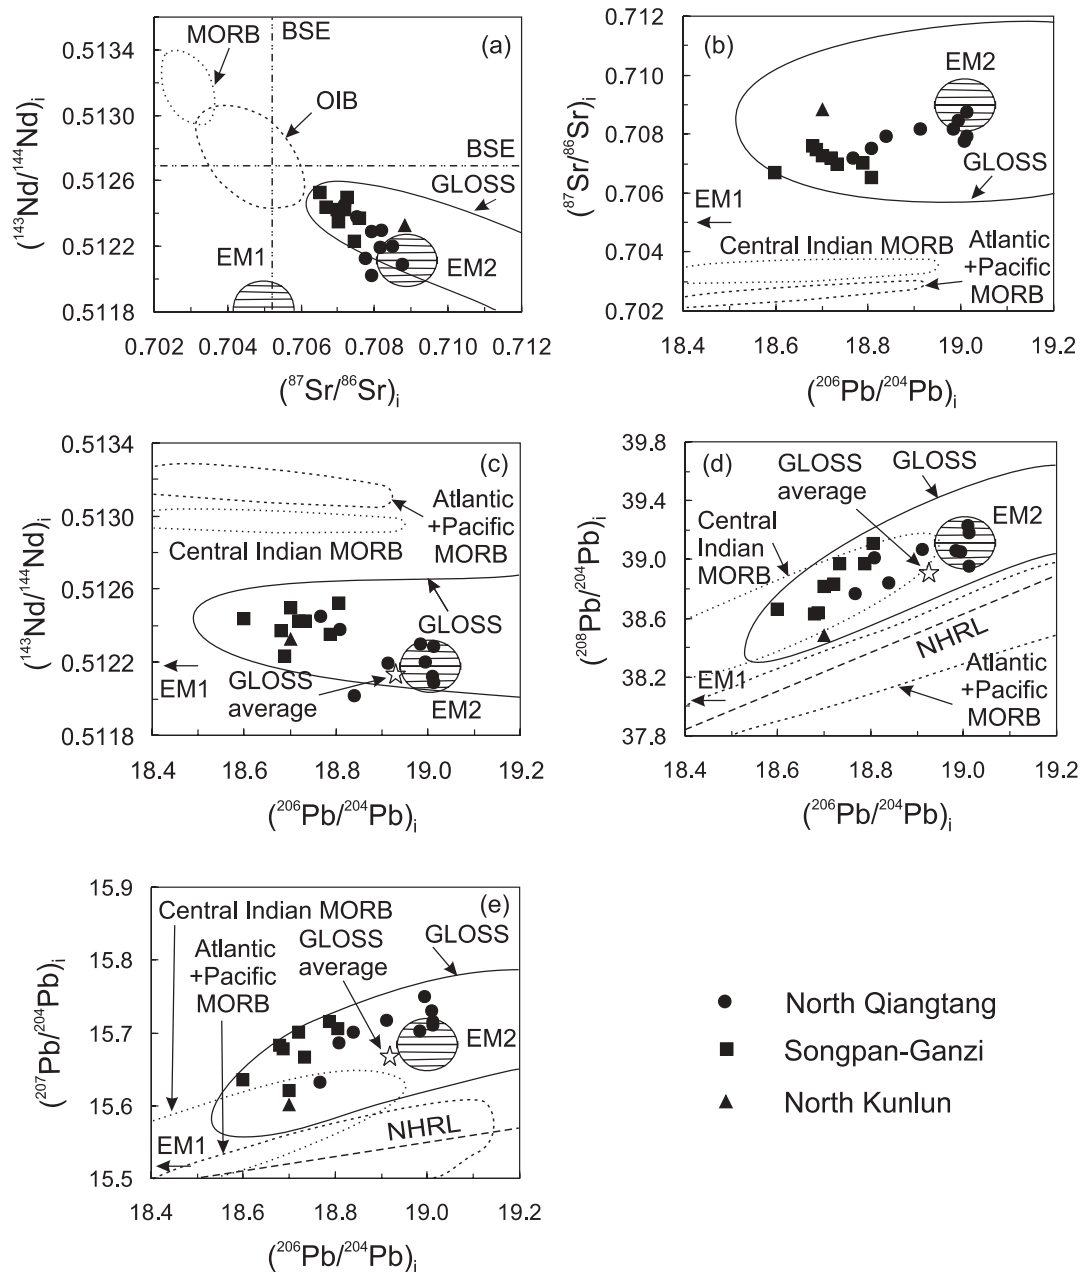 MORB
BSE
(a)
OIB
BSE
GLOSS
EM1
EM2
0.5134
0.5130
0.5126
0.5122
0.5118
(¹⁴³Nd/¹⁴⁴Nd)ᵢ
0.702 0.704 0.706 0.708 0.710 0.712
(⁸⁷Sr/⁸⁶Sr)ᵢ
0.712
0.710
0.708
0.706
0.704
0.702
(⁸⁷Sr/⁸⁶Sr)ᵢ
(b)
EM2
GLOSS
EM1
Central Indian MORB
Atlantic
+Pacific
MORB
18.4 18.6 18.8 19.0 19.2
(²⁰⁶Pb/²⁰⁴Pb)ᵢ
0.5134
0.5130
0.5126
0.5122
0.5118
(¹⁴³Nd/¹⁴⁴Nd)ᵢ
(c)
Atlantic
+Pacific
MORB
Central Indian MORB
GLOSS
EM1
GLOSS
average
EM2
18.4 18.6 18.8 19.0 19.2
(²⁰⁶Pb/²⁰⁴Pb)ᵢ
39.8
39.4
39.0
38.6
38.2
37.8
(²⁰⁸Pb/²⁰⁴Pb)ᵢ
(d)
GLOSS
average
GLOSS
Central
Indian
MORB
EM2
NHRL
EM1
Atlantic
+Pacific
MORB
18.4 18.6 18.8 19.0 19.2
(²⁰⁶Pb/²⁰⁴Pb)ᵢ
15.9
15.8
15.7
15.6
15.5
(²⁰⁷Pb/²⁰⁴Pb)ᵢ
(e)
Central Indian MORB
Atlantic
+Pacific
MORB
GLOSS
average
GLOSS
EM2
EM1
NHRL
18.4 18.6 18.8 19.0 19.2
(²⁰⁶Pb/²⁰⁴Pb)ᵢ
North Qiangtang
Songpan-Ganzi
North Kunlun